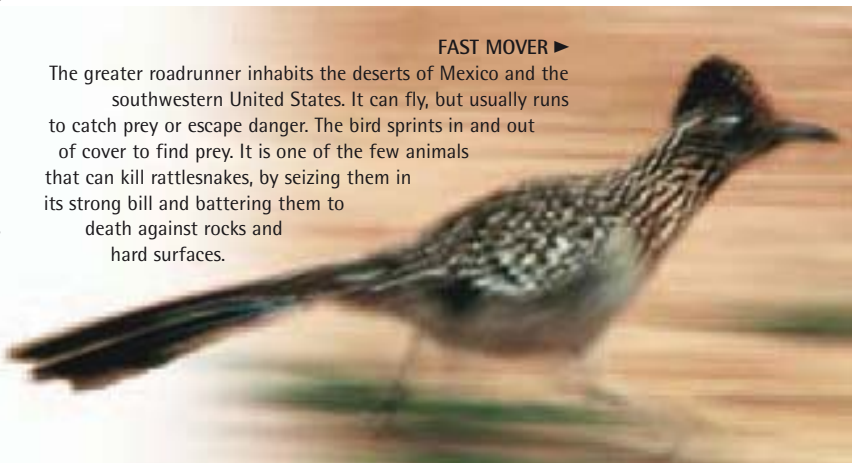 FAST MOVER ►
The greater roadrunner inhabits the deserts of Mexico and the
southwestern United States. It can fly, but usually runs
to catch prey or escape danger. The bird sprints in and out
of cover to find prey. It is one of the few animals
that can kill rattlesnakes, by seizing them in
its strong bill and battering them to
death against rocks and
hard surfaces.